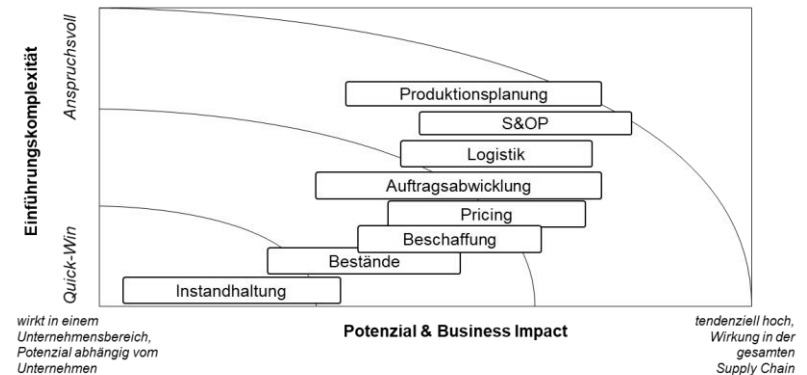 Einführungskomplexität
Anspruchsvoll
Quick-Win
Produktionsplanung
S&OP
Logistik
Auftragsabwicklung
Pricing
Beschaffung
Bestände
Instandhaltung
wirkt in einem
Unternehmensbereich,
Potenzial abhängig vom
Unternehmen
Potenzial & Business Impact
tendenziell hoch,
Wirkung in der
gesamten
Supply Chain